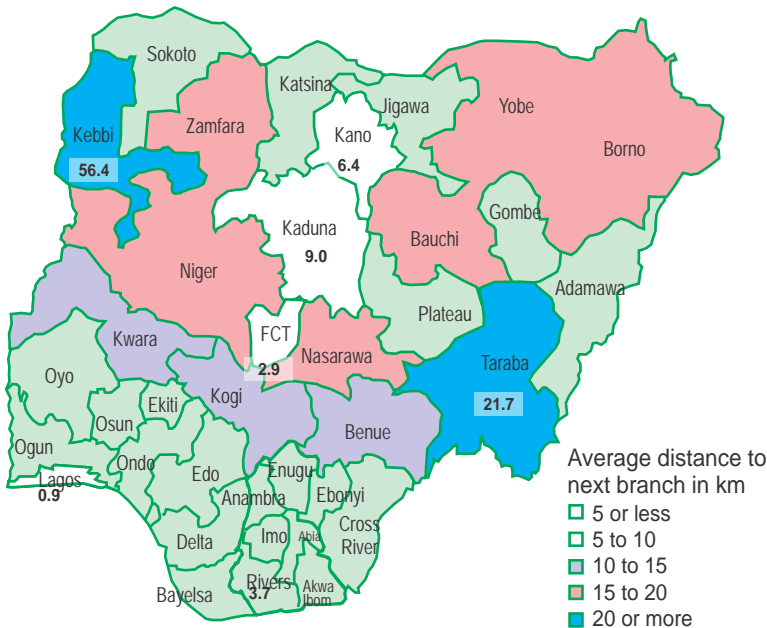 Sokoto
Katsina
Jigawa
Yobe
Kebbi
Zamfara
Kano
Borno
56.4
6.4
Gombe
Kaduna
Bauchi
9.0
Niger
Adamawa
Plateau
FCT
Kwara
Nasarawa
Taraba
2.9
Oyo
Kogi
21.7
Ekiti
Osun
Benue
Ogun
Ondo
Edo
Enugu
Lagos
0.9
Anambra
Ebonyi
Cross
River
Imo
Abia
Delta
Rivers
3.7
Akwa
Ibom
Bayelsa
Average distance to
next branch in km
5 or less
5 to 10
10 to 15
15 to 20
20 or more